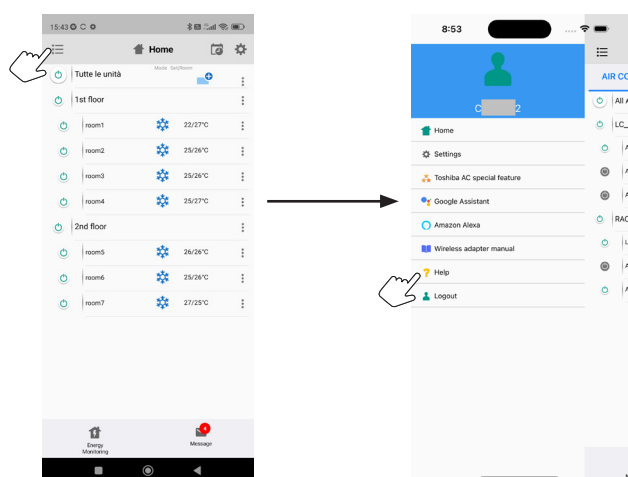 15:43
Home
Mode Set/Room
Tutte le unità
1st floor
room1 22/27°C
room2 25/26°C
room3 25/26°C
room4 25/27°C
2nd floor
room5 26/26°C
room6 25/26°C
room7 27/25°C
4
Energy
Monitoring
Message
8:53
C 2
Home
Settings
Toshiba AC special feature
Google Assistant
Amazon Alexa
Wireless adapter manual
Help
Logout
AIR CO
All A
LC_
A
A
A
RAC
L
A
A